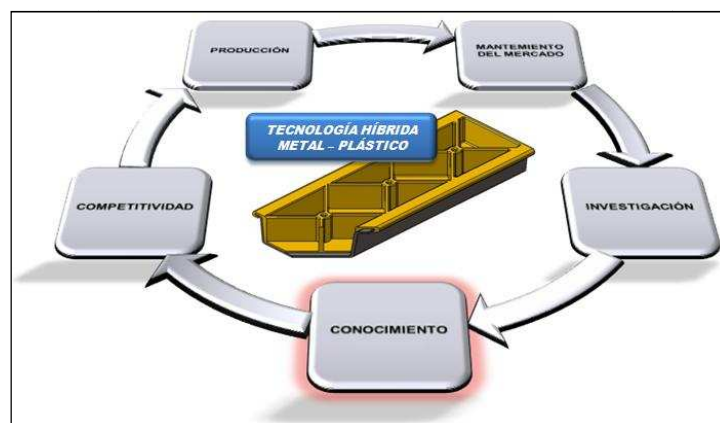 PRODUCCIÓN
MANTEMIENTO
DEL MERCADO
TECNOLOGÍA HÍBRIDA
METAL – PLÁSTICO
COMPETITIVIDAD
INVESTIGACIÓN
CONOCIMIENTO